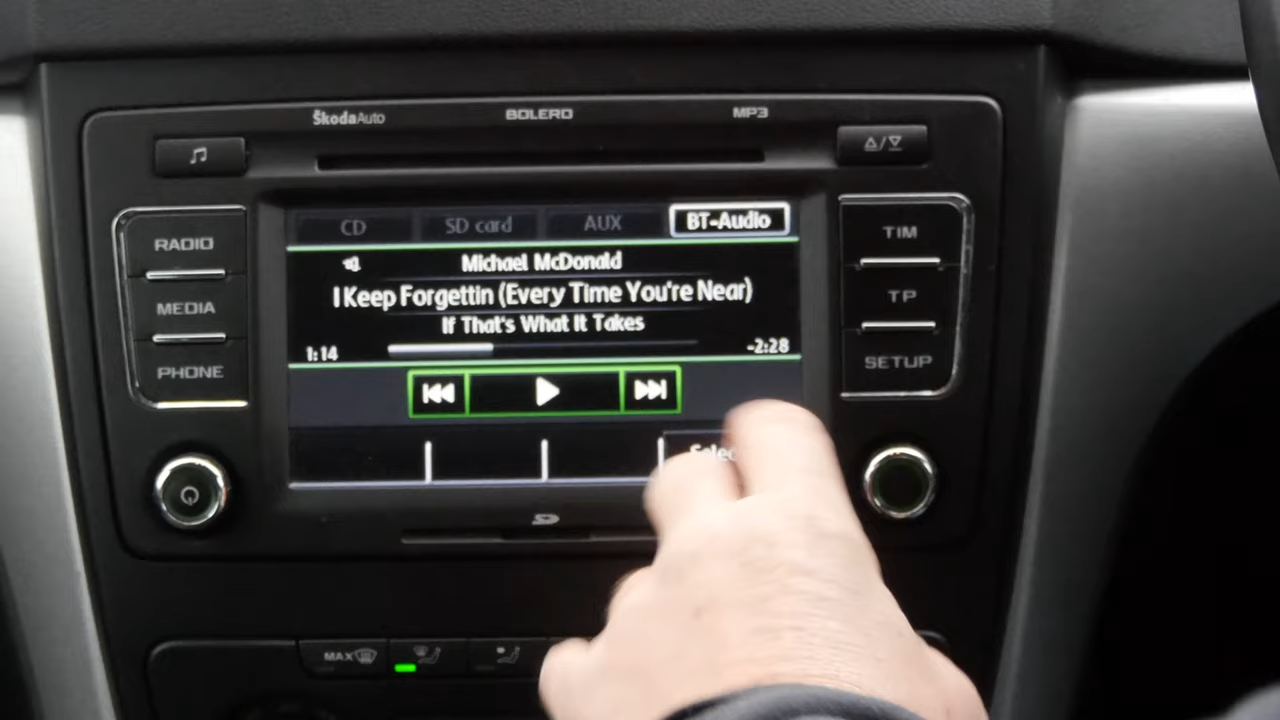 ŠkodaAuto BOLERO MP3
CD SD card AUX BT-Audio
RADIO
MEDIA
PHONE
Michael McDonald
I Keep Forgettin (Every Time You're Near)
If That's What It Takes
1:14 -2:28
TIM
TP
SETUP
MAX